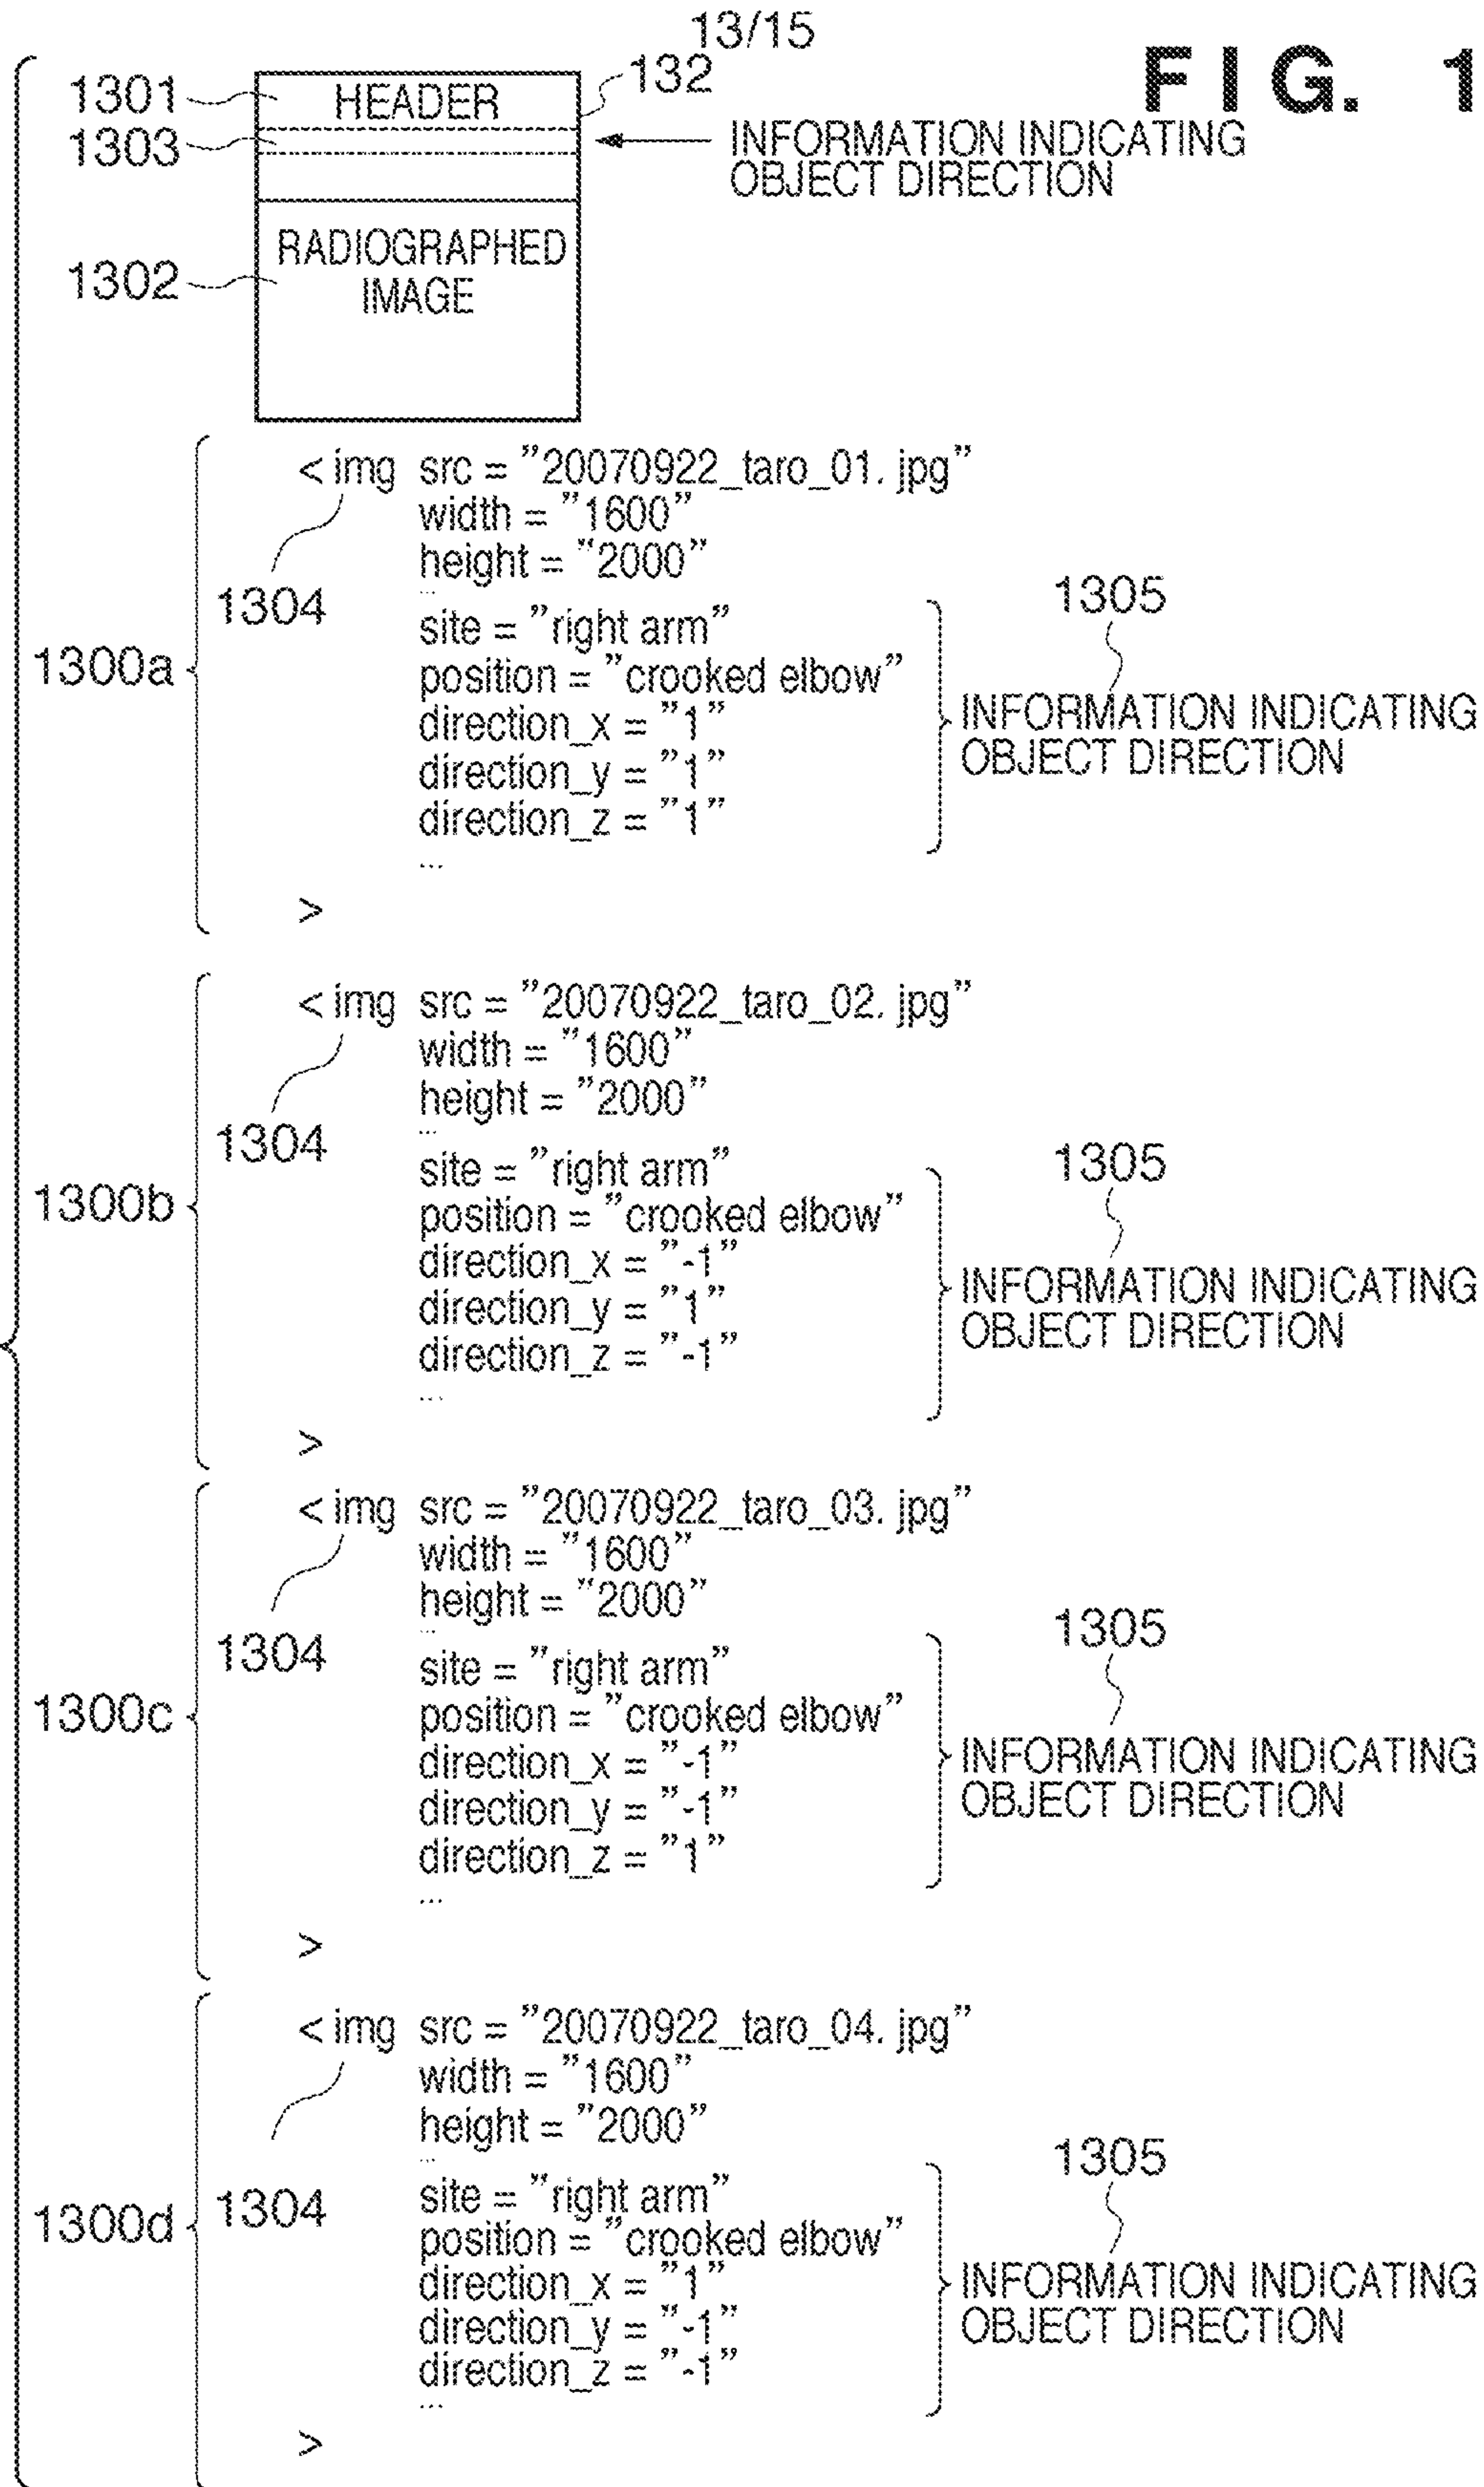 13/15
FIG. 1
1301
HEADER
132
1303
INFORMATION INDICATING
OBJECT DIRECTION
1302
RADIOGRAPHED
IMAGE
1300a
<img src = "20070922_taro_01. jpg"
width = "1600"
height = "2000"
...
1304
site = "right arm"
position = "crooked elbow"
direction_x = "1"
direction_y = "1"
direction_z = "1"
...
>
1305
INFORMATION INDICATING
OBJECT DIRECTION
1300b
<img src = "20070922_taro_02. jpg"
width = "1600"
height = "2000"
...
1304
site = "right arm"
position = "crooked elbow"
direction_x = "-1"
direction_y = "1"
direction_z = "-1"
...
>
1305
INFORMATION INDICATING
OBJECT DIRECTION
1300c
<img src = "20070922_taro_03. jpg"
width = "1600"
height = "2000"
...
1304
site = "right arm"
position = "crooked elbow"
direction_x = "-1"
direction_y = "-1"
direction_z = "1"
...
>
1305
INFORMATION INDICATING
OBJECT DIRECTION
1300d
<img src = "20070922_taro_04. jpg"
width = "1600"
height = "2000"
...
1304
site = "right arm"
position = "crooked elbow"
direction_x = "1"
direction_y = "-1"
direction_z = "-1"
...
>
1305
INFORMATION INDICATING
OBJECT DIRECTION